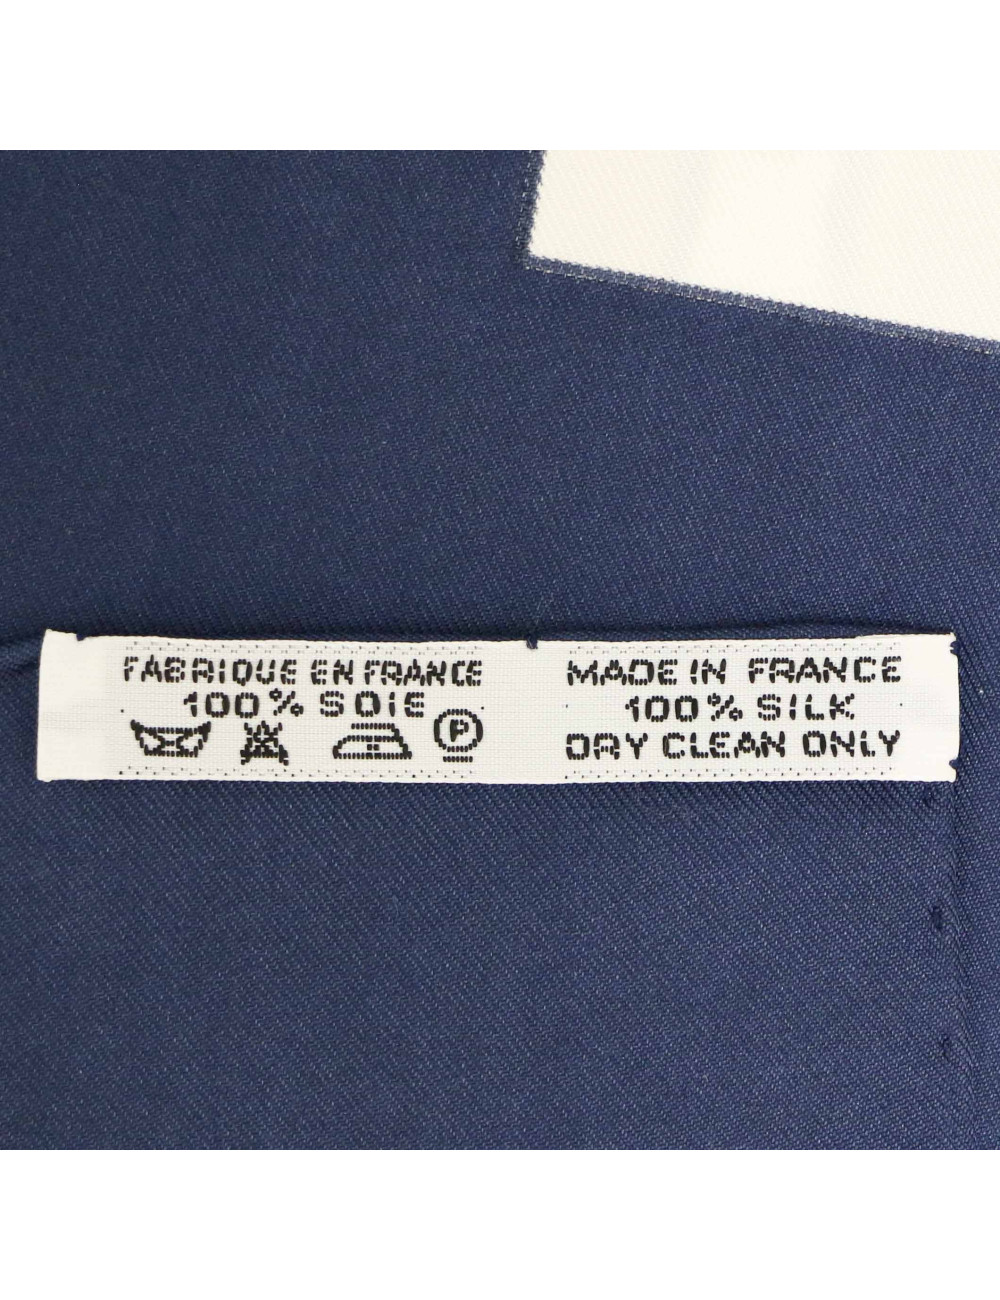 FABRIQUE EN FRANCE
100% SOIE
P
MADE IN FRANCE
100% SILK
DRY CLEAN ONLY